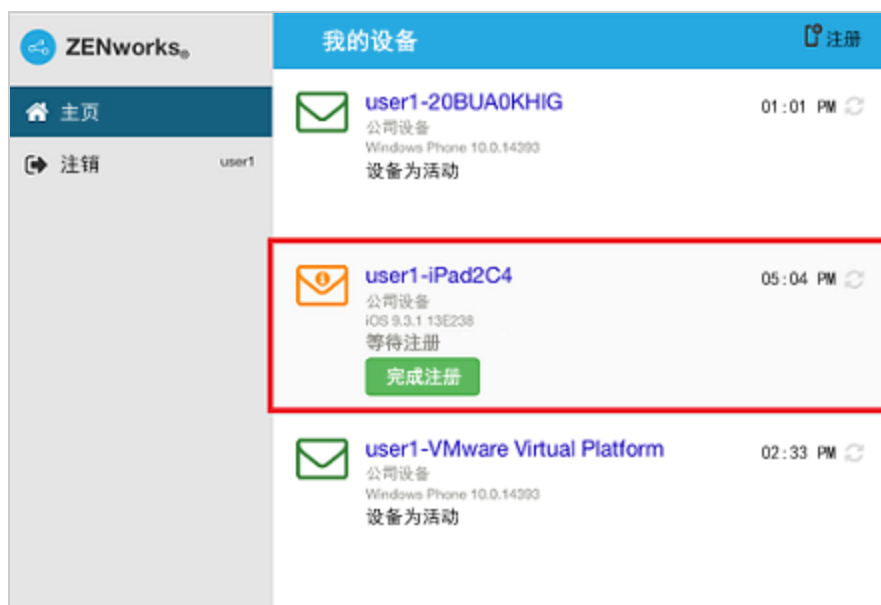 ZENworks®
我的设备
注册
主页
注销 user1
user1-20BUA0KHIG 01:01 PM
公司设备
Windows Phone 10.0.14393
设备为活动
user1-iPad2C4 05:04 PM
公司设备
iOS 9.3.1 13E238
等待注册
完成注册
user1-VMware Virtual Platform 02:33 PM
公司设备
Windows Phone 10.0.14393
设备为活动